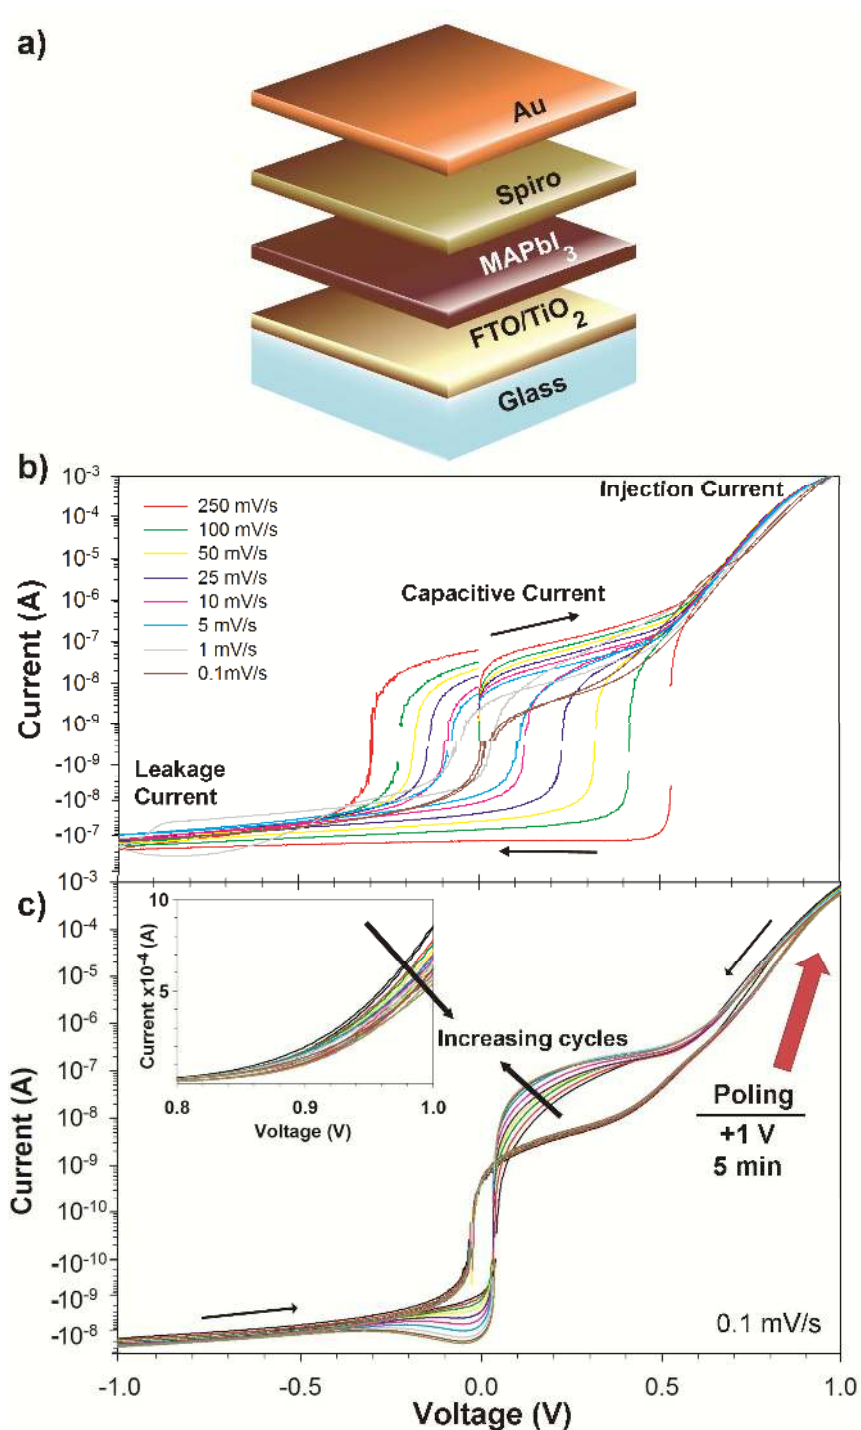 a)
Au
Spiro
MAPbI3
FTO/TiO2
Glass
b)
10-3
10-4
10-5
10-6
10-7
10-8
10-9
-10-9
-10-8
-10-7
Current (A)
250 mV/s
100 mV/s
50 mV/s
25 mV/s
10 mV/s
5 mV/s
1 mV/s
0.1mV/s
Injection Current
Capacitive Current
Leakage
Current
c)
10-3
10-4
10-5
10-6
10-7
10-8
10-9
10-10
-10-10
-10-9
-10-8
Current (A)
10
5
0
Current x10-4 (A)
0.8
0.9
1.0
Voltage (V)
Increasing cycles
Poling
+1 V
5 min
0.1 mV/s
-1.0
-0.5
0.0
0.5
1.0
Voltage (V)